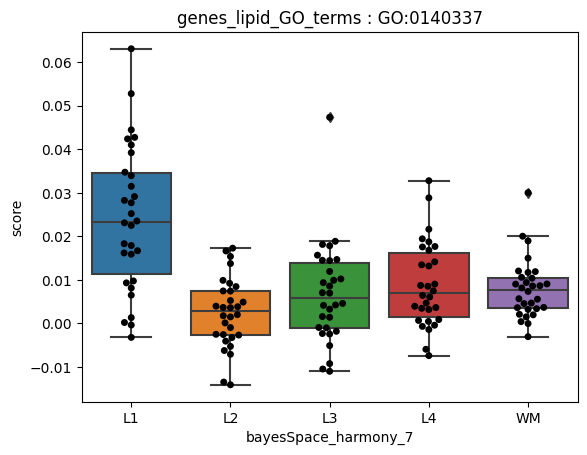 genes_lipid_GO_terms : GO:0140337
score
0.06
0.05
0.04
0.03
0.02
0.01
0.00
−0.01
L1 L2 L3 L4 WM
bayesSpace_harmony_7